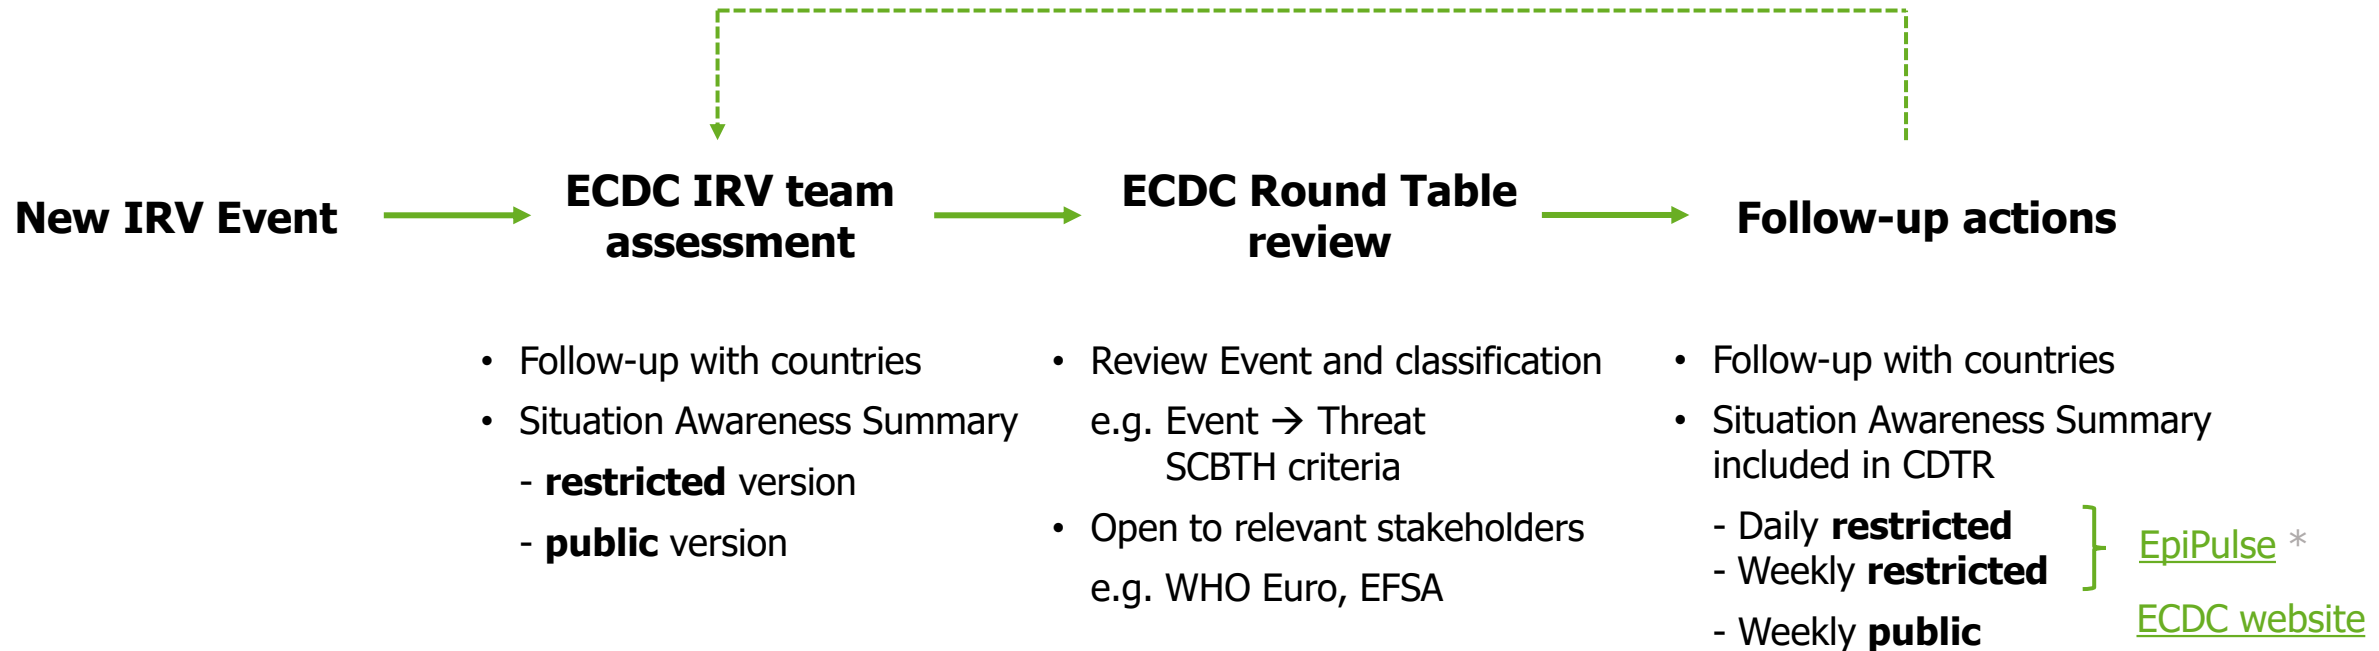 New IRV Event
ECDC IRV team
assessment
ECDC Round Table
review
Follow-up actions
• Follow-up with countries
• Situation Awareness Summary
- restricted version
- public version
• Review Event and classification
e.g. Event → Threat
SCBTH criteria
• Open to relevant stakeholders
e.g. WHO Euro, EFSA
• Follow-up with countries
• Situation Awareness Summary
included in CDTR
- Daily restricted
- Weekly restricted
EpiPulse *
- Weekly public
ECDC website